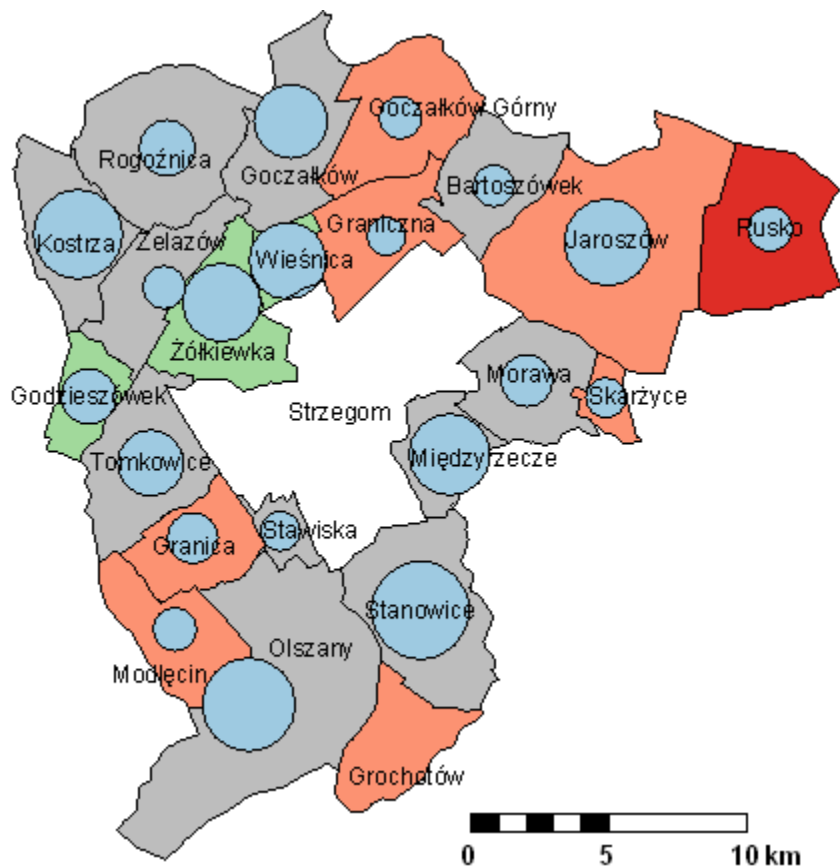 Goczałków Górny
Rogoźnica
Goczałków
Bartoszówek
Graniczna
Rusko
Kostrza
Żelazów
Wieśnica
Jaroszów
Żółkiewka
Morawa
Godzieszówek
Skarżyce
Strzegom
Tomkowice
Międzyrzecze
Stawiska
Granica
Stanowice
Olszany
Modlęcin
Grochotów
0 5 10 km